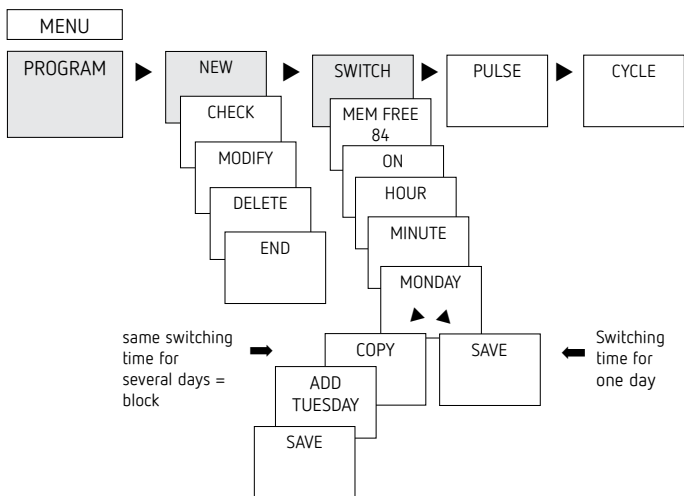 MENU
PROGRAM
NEW
CHECK
MODIFY
DELETE
END
SWITCH
MEM FREE
84
ON
HOUR
MINUTE
MONDAY
PULSE
CYCLE
same switching
time for
several days =
block
COPY
ADD
TUESDAY
SAVE
SAVE
Switching
time for
one day